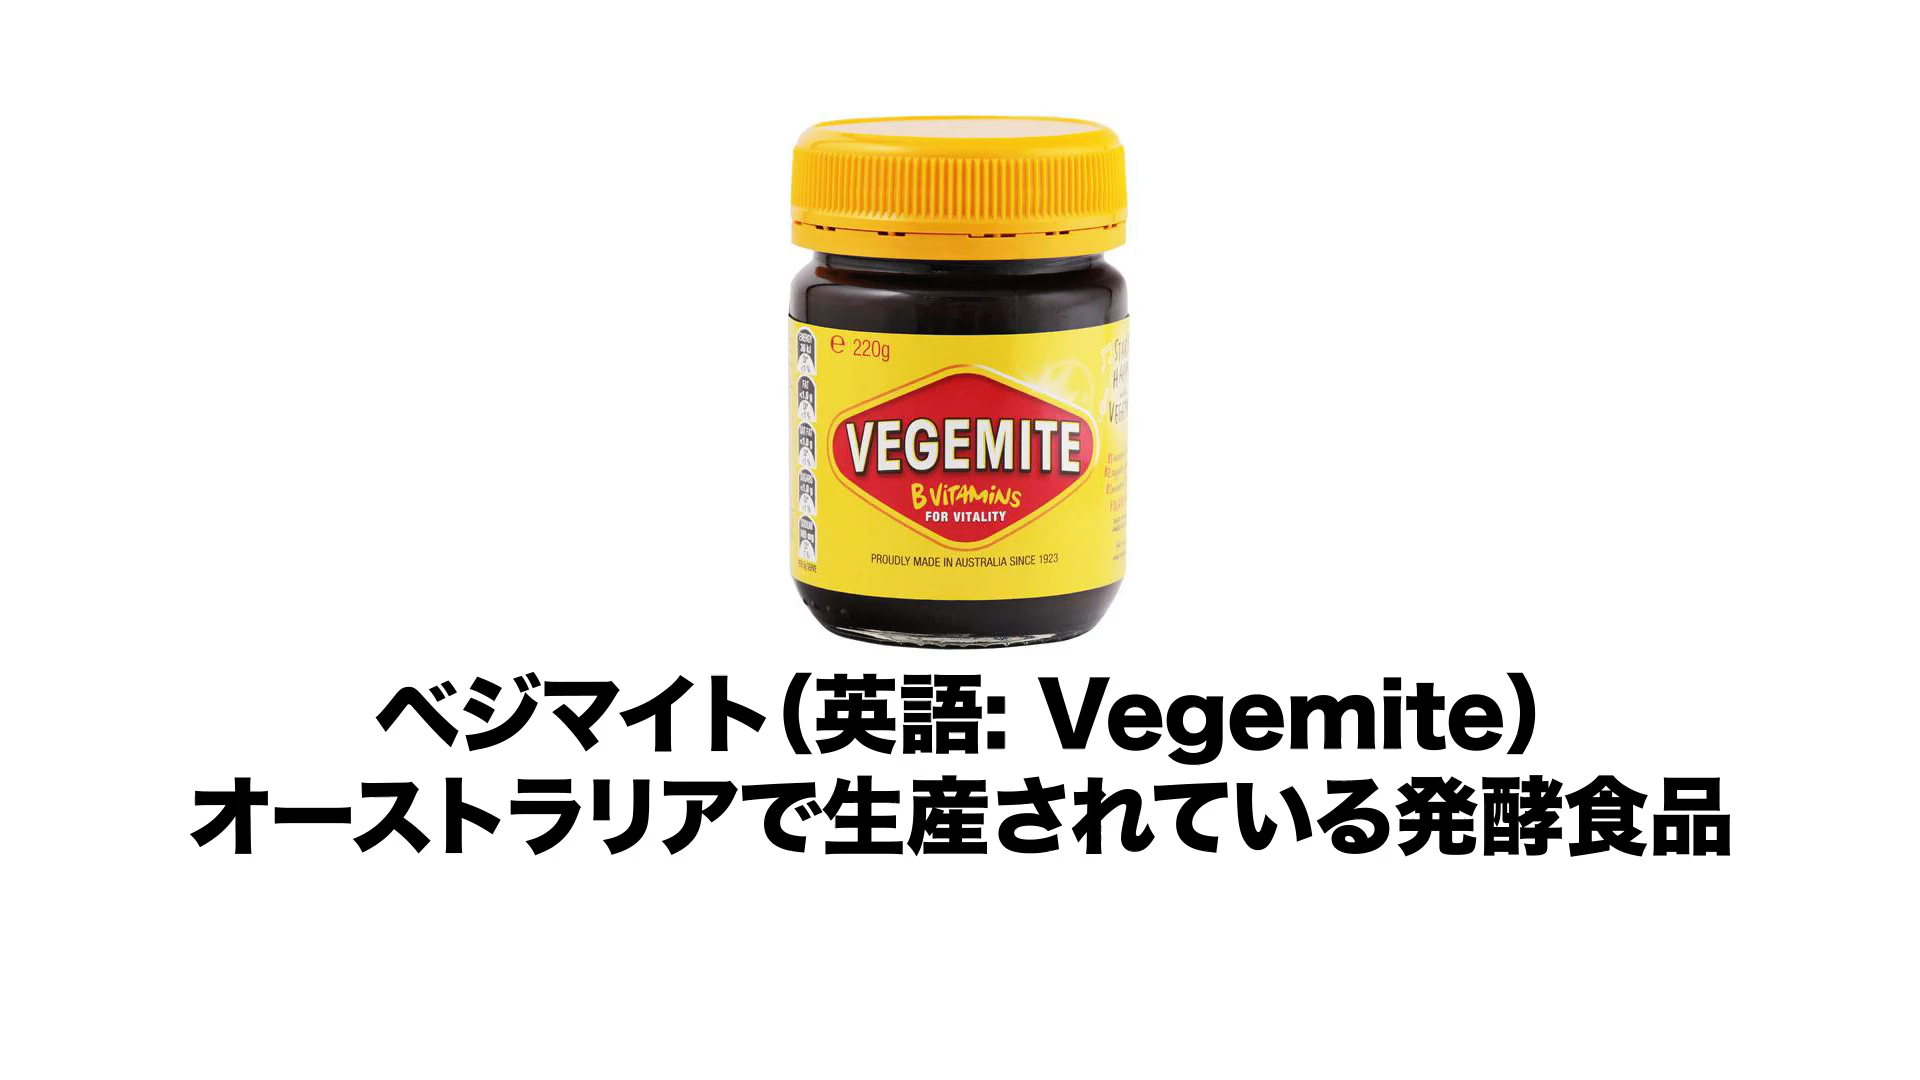 e 220g
VEGEMITE
B VITAMINS
FOR VITALITY
PROUDLY MADE IN AUSTRALIA SINCE 1923
ベジマイト（英語: Vegemite）
オーストラリアで生産されている発酵食品